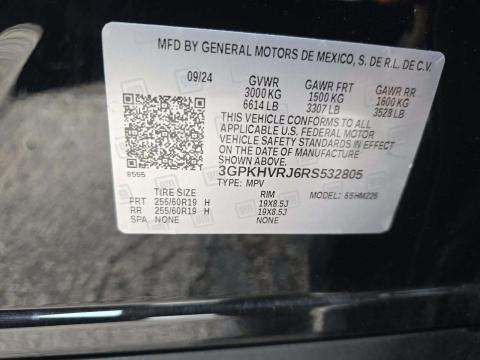 MFD BY GENERAL MOTORS DE MEXICO, S. DE R.L. DE C.V.
09/24 GVWR GAWR FRT GAWR RR
3000 KG 1500 KG 1600 KG
6614 LB 3307 LB 3528 LB
THIS VEHICLE CONFORMS TO ALL
APPLICABLE U.S. FEDERAL MOTOR
VEHICLE SAFETY STANDARDS IN EFFECT
ON THE DATE OF MANUFACTURE
SHOWN ABOVE.
3GPKHVRJ6RS532805
8595 TYPE: MPV MODEL: 6SHM226
TIRE SIZE RIM
FRT 255/60R19 H 19X8.5J
RR 255/60R19 H 19X8.5J
SPA: NONE NONE